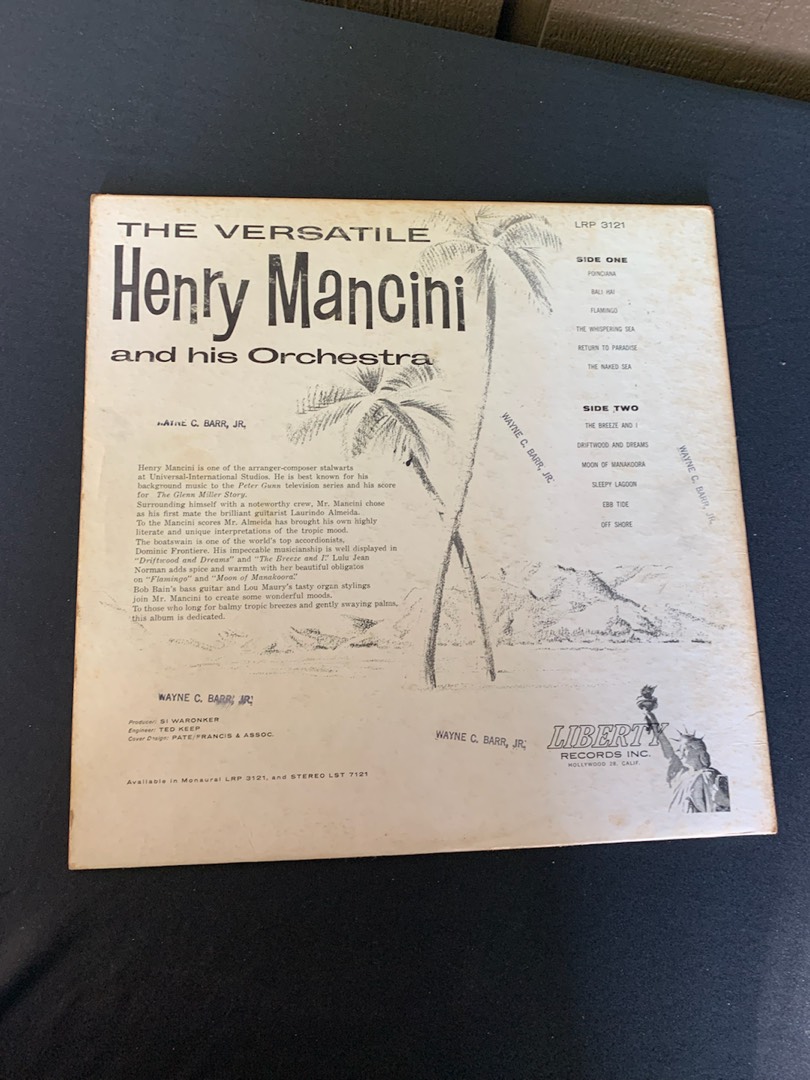 THE VERSATILE
Henry Mancini
and his Orchestra
LRP 3121
SIDE ONE
POINCIANA
BALI HAI
FLAMINGO
THE WHISPERING SEA
RETURN TO PARADISE
THE NAKED SEA
SIDE TWO
THE BREEZE AND I
DRIFTWOOD AND DREAMS
MOON OF MANAKOORA
SLEEPY LAGOON
EBB TIDE
OFF SHORE
WAYNE C. BARR, JR.
WAYNE C. BARR, JR.
WAYNE C. BARR, JR.
Henry Mancini is one of the arranger-composer stalwarts
at Universal-International Studios. He is best known for his
background music to the Peter Gunn television series and his score
for The Glenn Miller Story.
Surrounding himself with a noteworthy crew, Mr. Mancini chose
as his first mate the brilliant guitarist Laurindo Almeida.
To the Mancini scores Mr. Almeida has brought his own highly
literate and unique interpretations of the tropic mood.
The boatswain is one of the world's top accordionists,
Dominic Frontiere. His impeccable musicianship is well displayed in
"Driftwood and Dreams" and "The Breeze and I." Lulu Jean
Norman adds spice and warmth with her beautiful obligatos
on "Flamingo" and "Moon of Manakoora."
Bob Bain's bass guitar and Lou Maury's tasty organ stylings
join Mr. Mancini to create some wonderful moods.
To those who long for balmy tropic breezes and gently swaying palms,
this album is dedicated.
WAYNE C. BARR, JR.
Producer: SI WARONKER
Engineer: TED KEEP
Cover Design: PATE/FRANCIS & ASSOC.
WAYNE C. BARR, JR.
LIBERTY
RECORDS INC.
HOLLYWOOD 28, CALIF.
Available in Monaural LRP 3121, and STEREO LST 7121